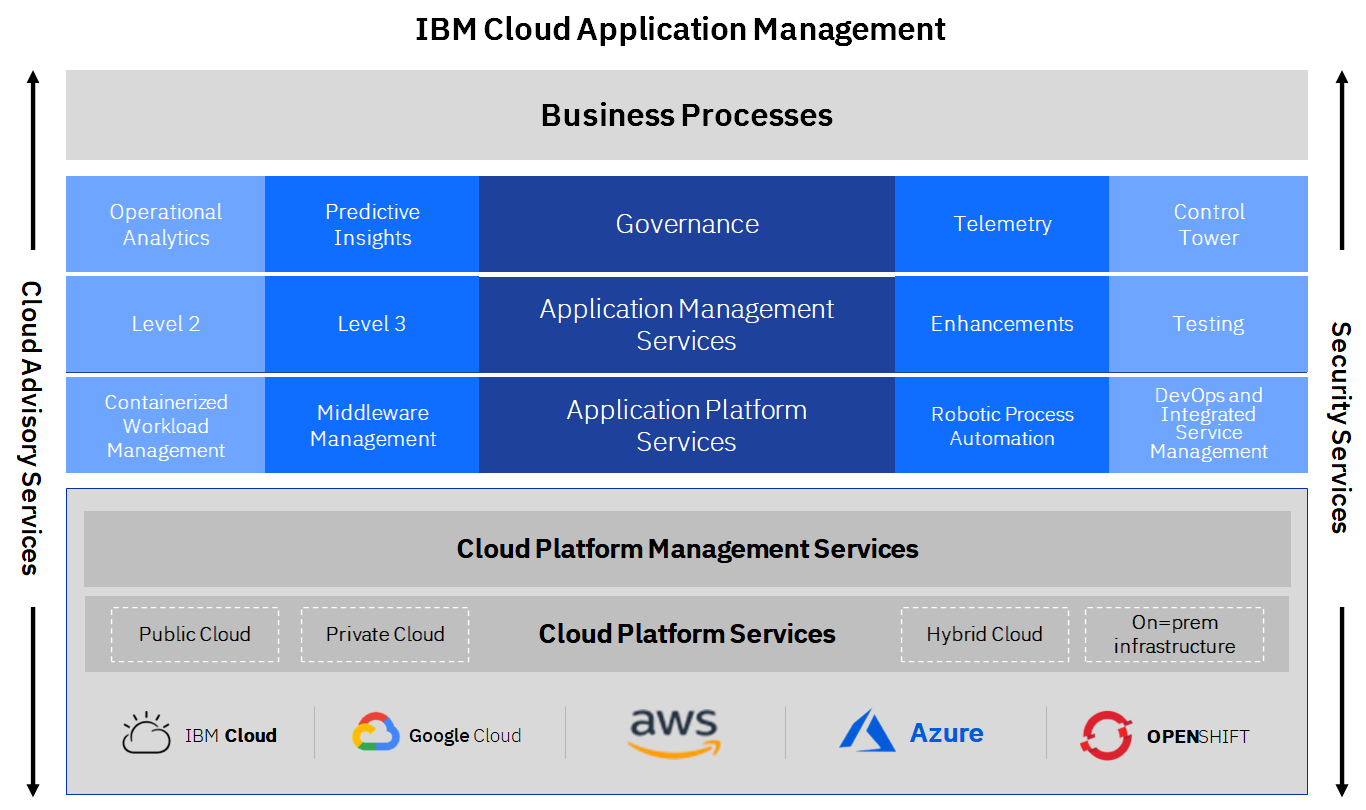 IBM Cloud Application Management
Business Processes
Operational
Analytics
Predictive
Insights
Governance
Telemetry
Control
Tower
Level 2
Level 3
Application Management
Services
Enhancements
Testing
Containerized
Workload
Management
Middleware
Management
Application Platform
Services
Robotic Process
Automation
DevOps and
Integrated
Service
Management
Cloud Advisory Services
Security Services
Cloud Platform Management Services
Public Cloud
Private Cloud
Cloud Platform Services
Hybrid Cloud
On=prem
infrastructure
IBM Cloud
Google Cloud
aws
Azure
OPENSHIFT